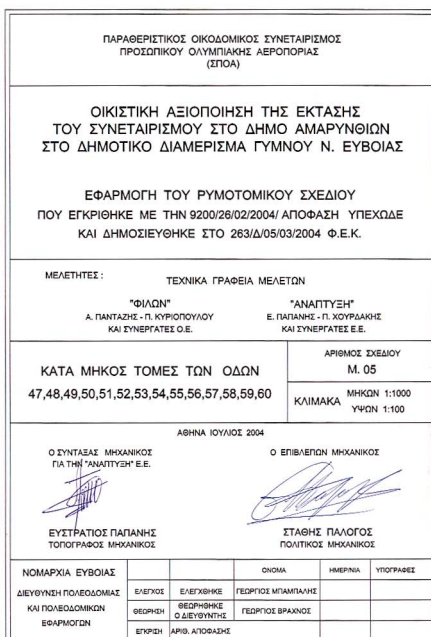 ΠΑΡΑΘΕΡΙΣΤΙΚΟΣ ΟΙΚΟΔΟΜΙΚΟΣ ΣΥΝΕΤΑΙΡΙΣΜΟΣ
ΠΡΟΣΩΠΙΚΟΥ ΟΛΥΜΠΙΑΚΗΣ ΑΕΡΟΠΟΡΙΑΣ
(ΣΠΟΑ)
ΟΙΚΙΣΤΙΚΗ ΑΞΙΟΠΟΙΗΣΗ ΤΗΣ ΕΚΤΑΣΗΣ
ΤΟΥ ΣΥΝΕΤΑΙΡΙΣΜΟΥ ΣΤΟ ΔΗΜΟ ΑΜΑΡΥΝΘΙΩΝ
ΣΤΟ ΔΗΜΟΤΙΚΟ ΔΙΑΜΕΡΙΣΜΑ ΓΥΜΝΟΥ Ν. ΕΥΒΟΙΑΣ
ΕΦΑΡΜΟΓΗ ΤΟΥ ΡΥΜΟΤΟΜΙΚΟΥ ΣΧΕΔΙΟΥ
ΠΟΥ ΕΓΚΡΙΘΗΚΕ ΜΕ ΤΗΝ 9200/26/02/2004/ ΑΠΟΦΑΣΗ ΥΠΕΧΩΔΕ
ΚΑΙ ΔΗΜΟΣΙΕΥΘΗΚΕ ΣΤΟ 263/Δ/05/03/2004 Φ.Ε.Κ.
ΜΕΛΕΤΗΤΕΣ : ΤΕΧΝΙΚΑ ΓΡΑΦΕΙΑ ΜΕΛΕΤΩΝ
"ΦΙΛΩΝ" "ΑΝΑΠΤΥΞΗ"
Α. ΠΑΝΤΑΖΗΣ - Π. ΚΥΡΙΟΠΟΥΛΟΥ Ε. ΠΑΠΑΝΗΣ - Π. ΧΟΥΡΔΑΚΗΣ
ΚΑΙ ΣΥΝΕΡΓΑΤΕΣ Ο.Ε. ΚΑΙ ΣΥΝΕΡΓΑΤΕΣ Ε.Ε.
ΚΑΤΑ ΜΗΚΟΣ ΤΟΜΕΣ ΤΩΝ ΟΔΩΝ
47,48,49,50,51,52,53,54,55,56,57,58,59,60
ΑΡΙΘΜΟΣ ΣΧΕΔΙΟΥ
Μ. 05
ΚΛΙΜΑΚΑ ΜΗΚΩΝ 1:1000
ΥΨΩΝ 1:100
ΑΘΗΝΑ ΙΟΥΛΙΟΣ 2004
Ο ΣΥΝΤΑΞΑΣ ΜΗΧΑΝΙΚΟΣ Ο ΕΠΙΒΛΕΠΩΝ ΜΗΧΑΝΙΚΟΣ
ΓΙΑ ΤΗΝ "ΑΝΑΠΤΥΞΗ" Ε.Ε.
ΕΥΣΤΡΑΤΙΟΣ ΠΑΠΑΝΗΣ ΣΤΑΘΗΣ ΠΑΛΟΓΟΣ
ΤΟΠΟΓΡΑΦΟΣ ΜΗΧΑΝΙΚΟΣ ΠΟΛΙΤΙΚΟΣ ΜΗΧΑΝΙΚΟΣ
ΝΟΜΑΡΧΙΑ ΕΥΒΟΙΑΣ
ΔΙΕΥΘΥΝΣΗ ΠΟΛΕΟΔΟΜΙΑΣ
ΚΑΙ ΠΟΛΕΟΔΟΜΙΚΩΝ
ΕΦΑΡΜΟΓΩΝ
ΟΝΟΜΑ ΗΜΕΡ/ΝΙΑ ΥΠΟΓΡΑΦΕΣ
ΕΛΕΓΧΟΣ ΕΛΕΓΧΘΗΚΕ ΓΕΩΡΓΙΟΣ ΜΠΑΜΠΑΛΗΣ
ΘΕΩΡΗΣΗ ΘΕΩΡΗΘΗΚΕ Ο ΔΙΕΥΘΥΝΤΗΣ ΓΕΩΡΓΙΟΣ ΒΡΑΧΝΟΣ
ΕΓΚΡΙΣΗ ΑΡΙΘ. ΑΠΟΦΑΣΗΣ